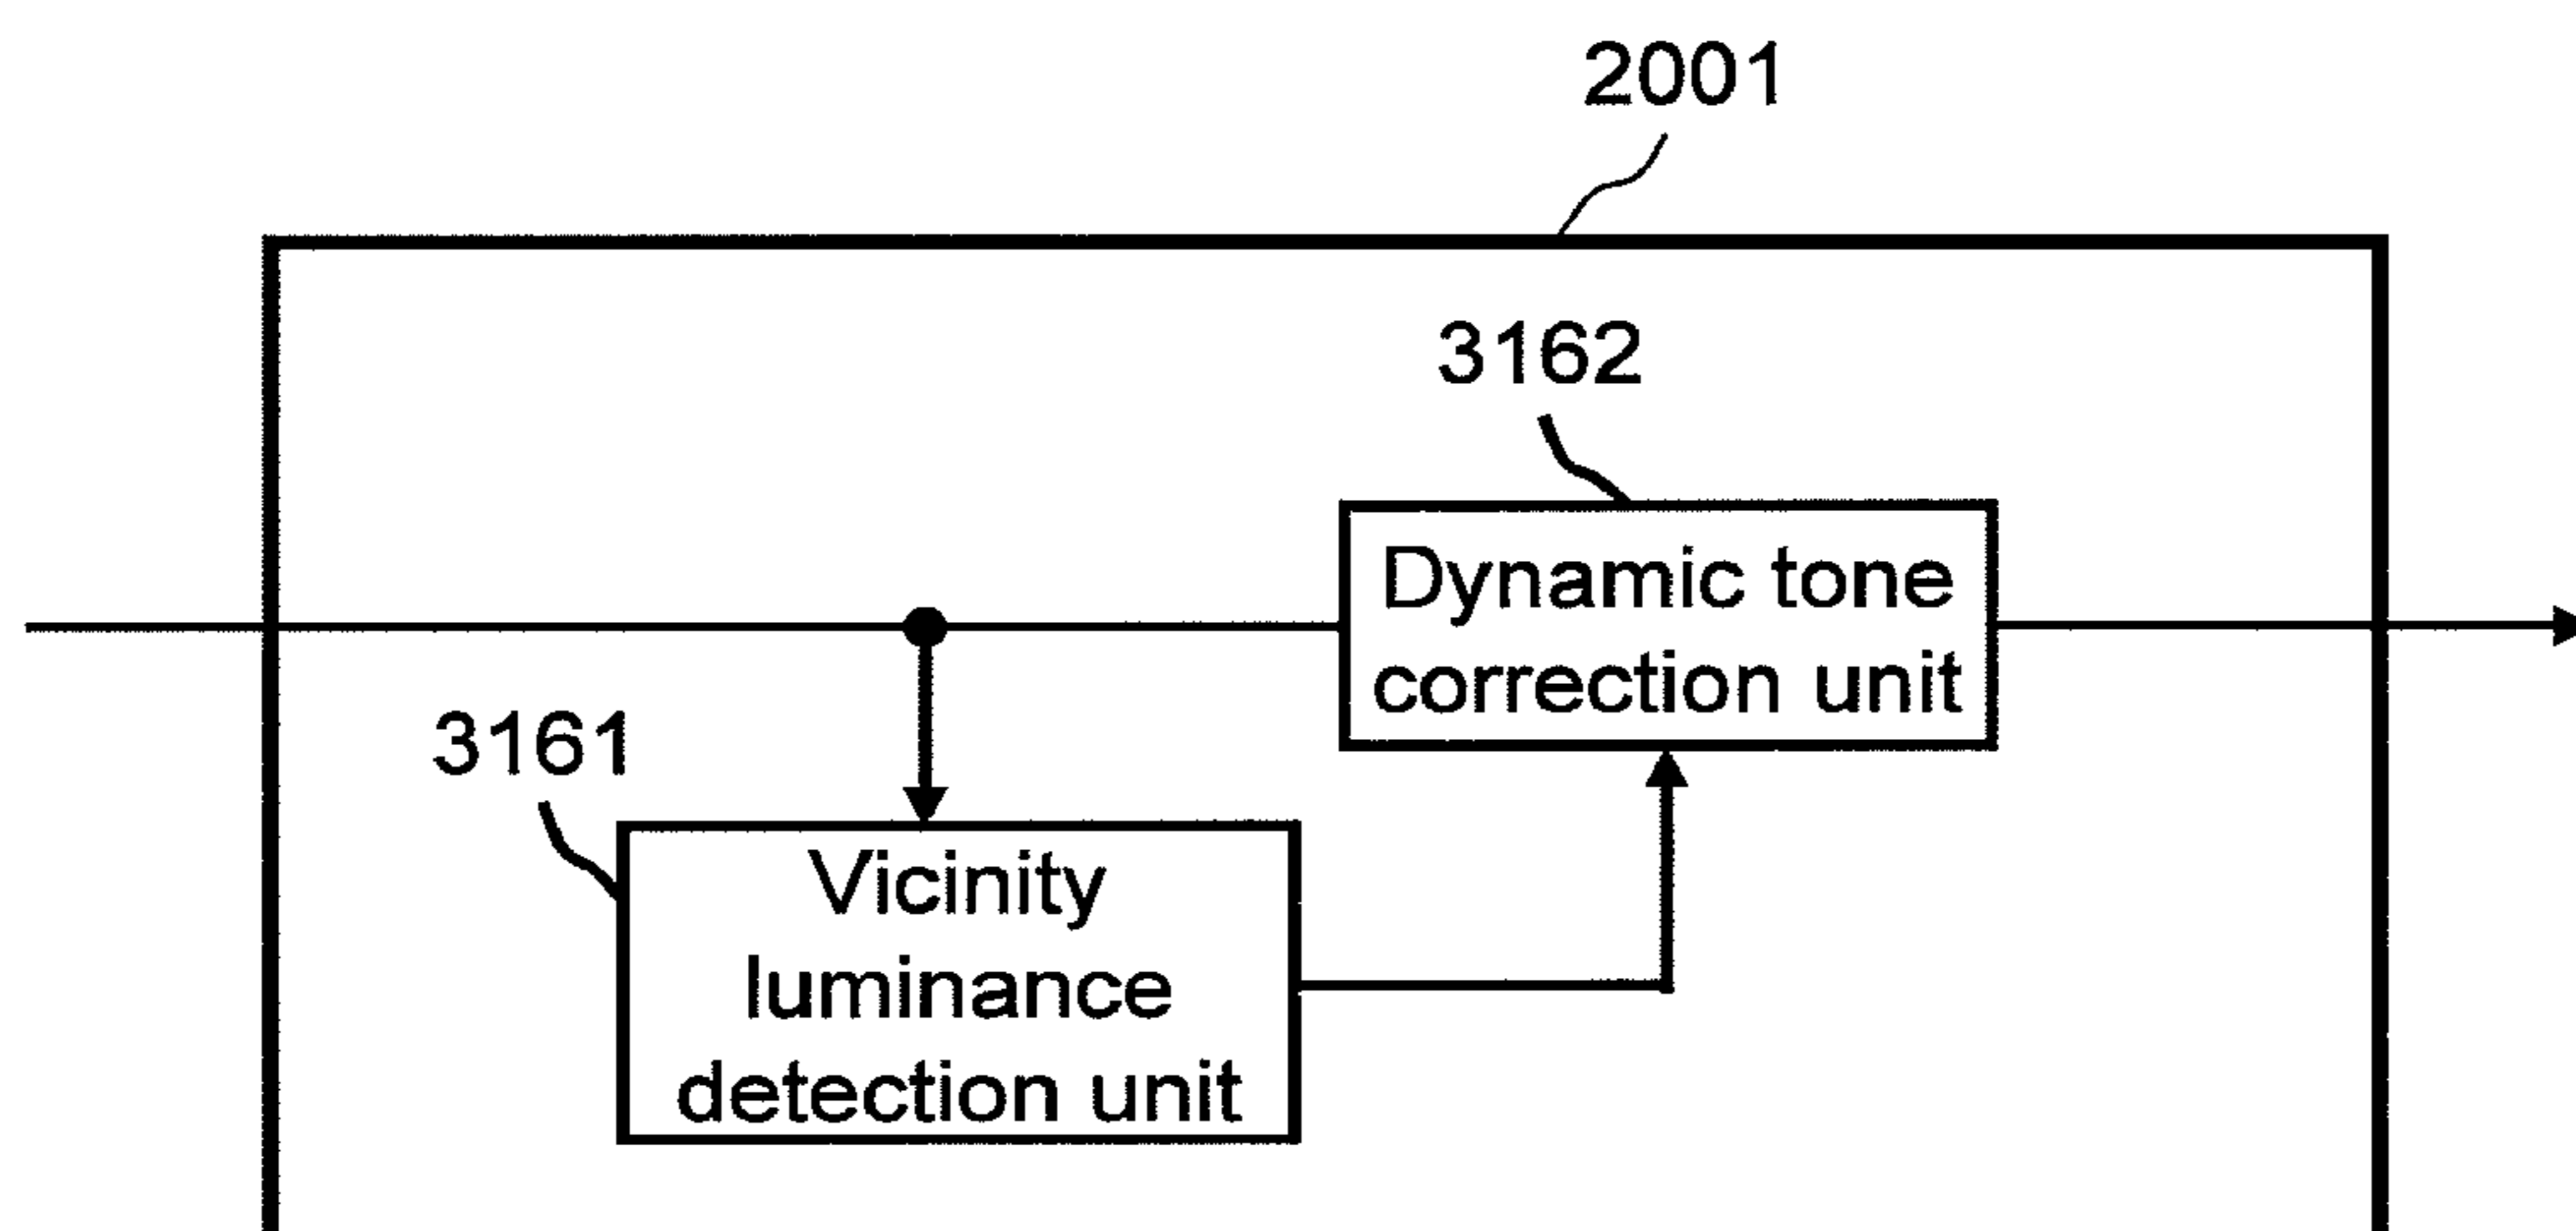 2001
3162
Dynamic tone
correction unit
3161
Vicinity
luminance
detection unit